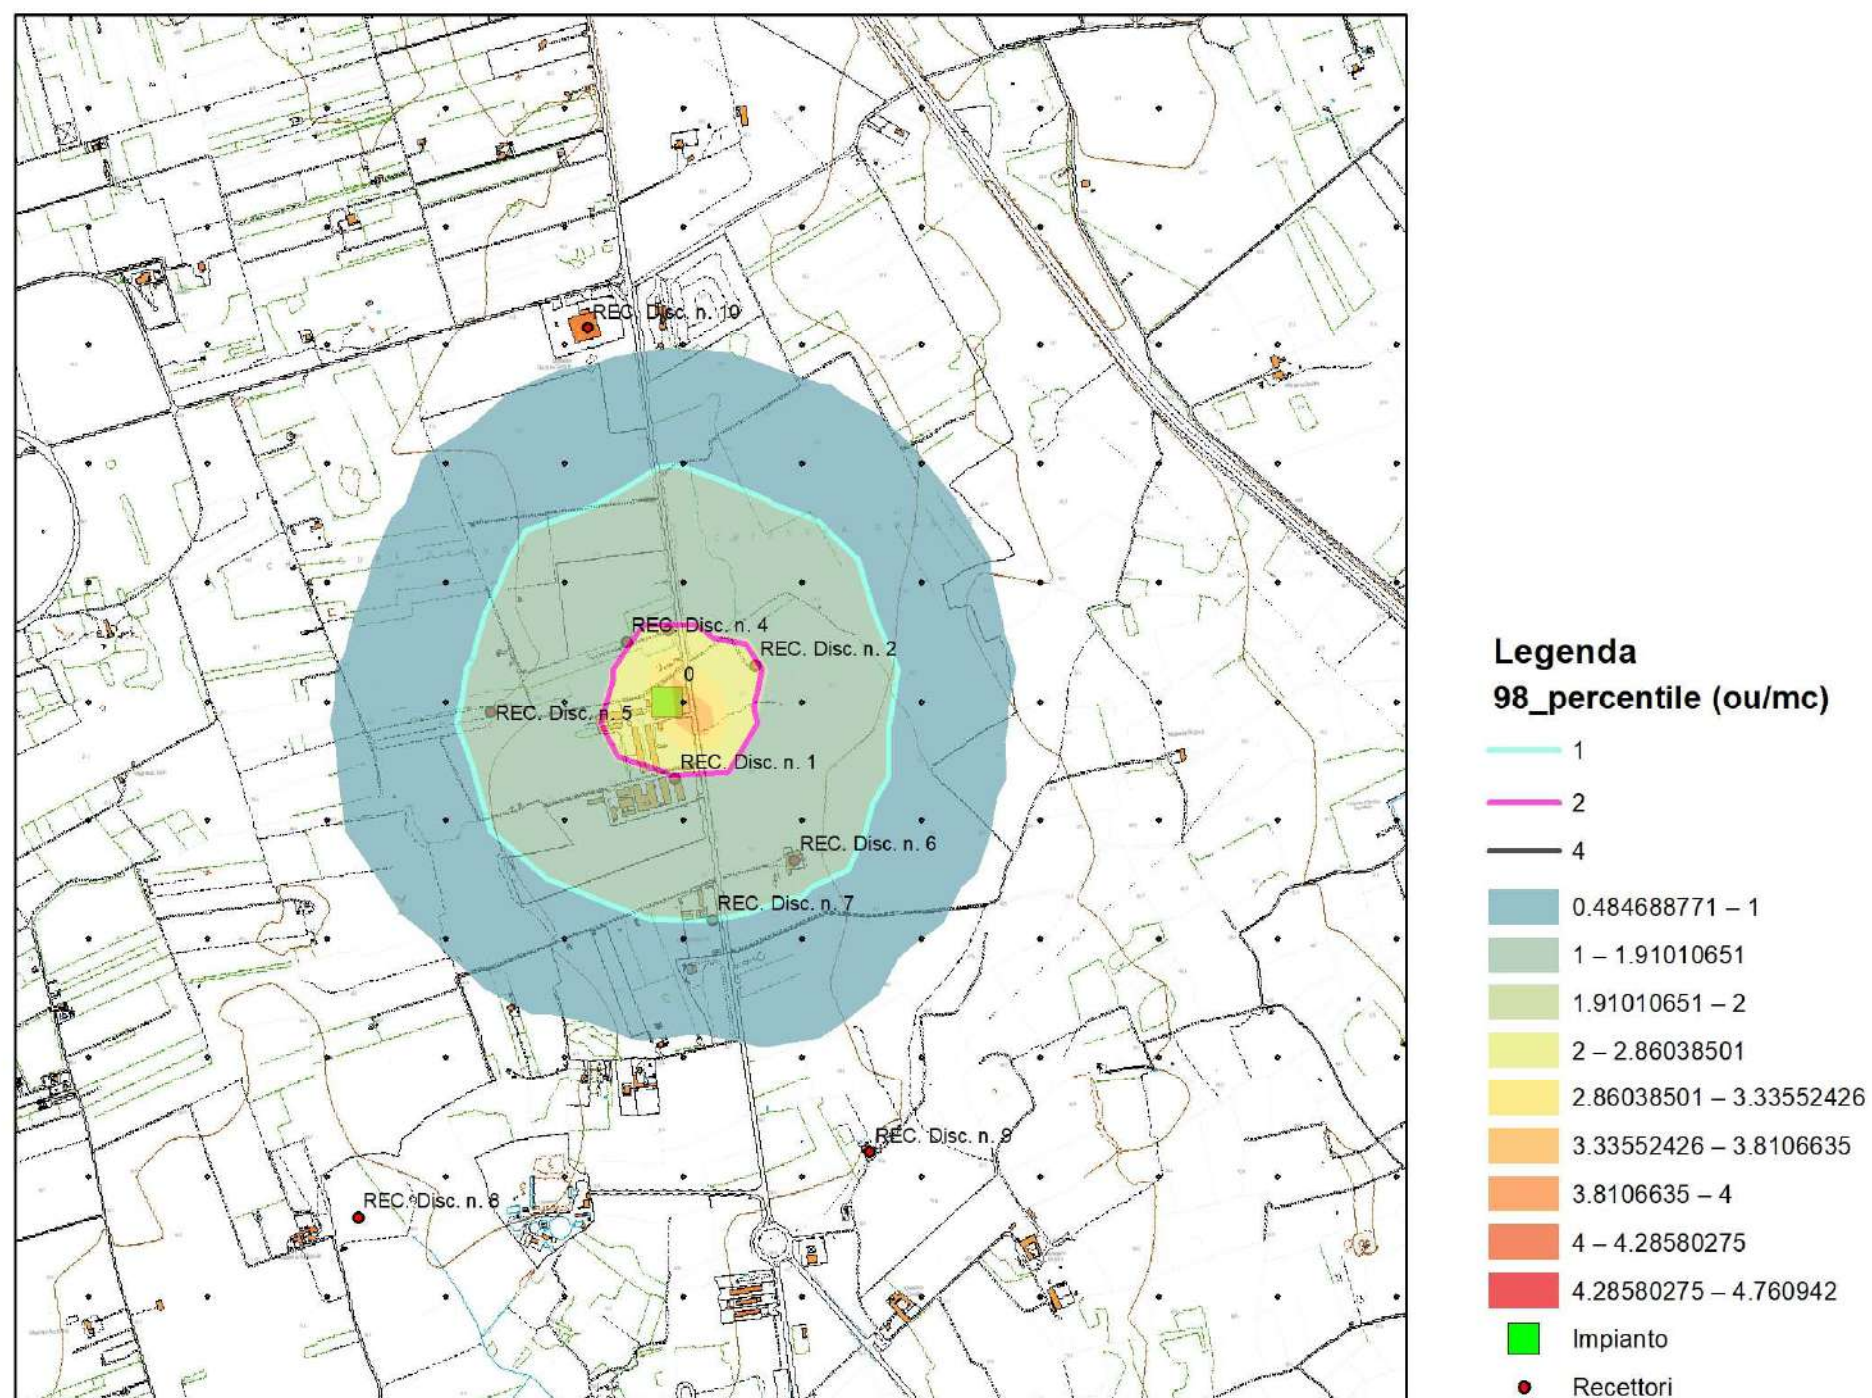 REC. Disc. n. 10
REC. Disc. n. 4
REC. Disc. n. 2
0
REC. Disc. n. 5
REC. Disc. n. 1
REC. Disc. n. 6
REC. Disc. n. 7
REC. Disc. n. 9
REC. Disc. n. 8
Legenda
98_percentile (ou/mc)
1
2
4
0.484688771 – 1
1 – 1.91010651
1.91010651 – 2
2 – 2.86038501
2.86038501 – 3.33552426
3.33552426 – 3.8106635
3.8106635 – 4
4 – 4.28580275
4.28580275 – 4.760942
Impianto
Recettori